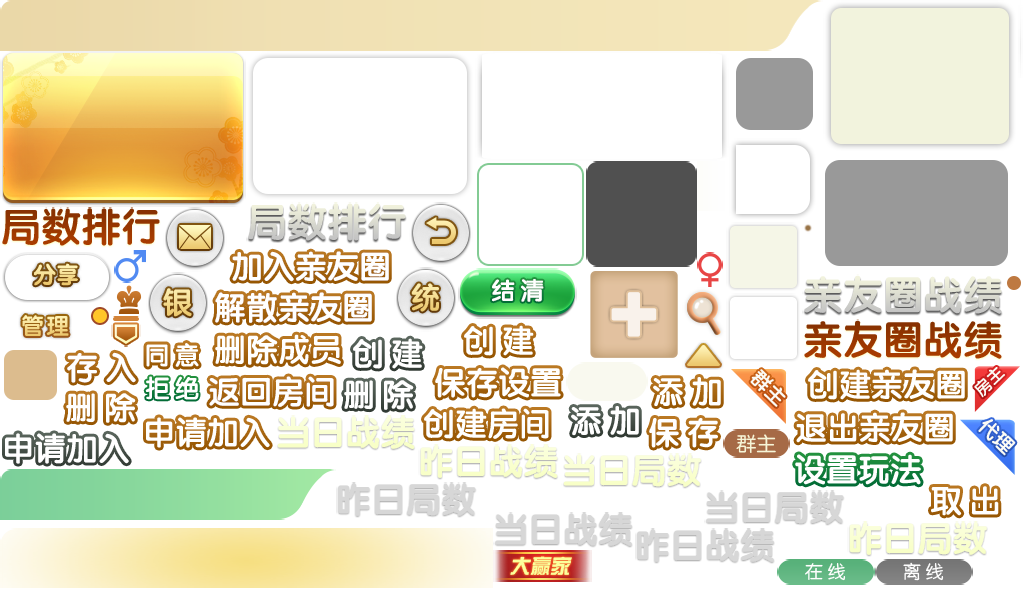 局数排行
局数排行
分享
加入亲友圈
银
统
解散亲友圈
结清
亲友圈战绩
管理
创建
亲友圈战绩
存入
同意
删除成员
创建
删除
拒绝
返回房间
删除
保存设置
添加
群主
创建亲友圈
房主
申请加入
申请加入
当日战绩
创建房间
添加
保存
群主
退出亲友圈
代理
昨日战绩
当日局数
设置玩法
昨日局数
当日局数
取出
当日战绩
昨日战绩
昨日局数
大赢家
在线
离线